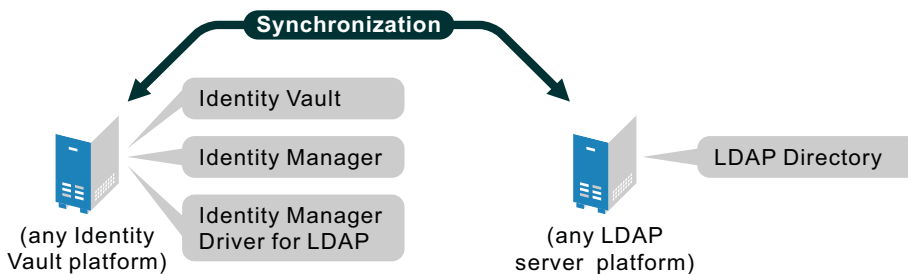 Synchronization
Identity Vault
Identity Manager
Identity Manager
Driver for LDAP
(any Identity
Vault platform)
LDAP Directory
(any LDAP
server platform)